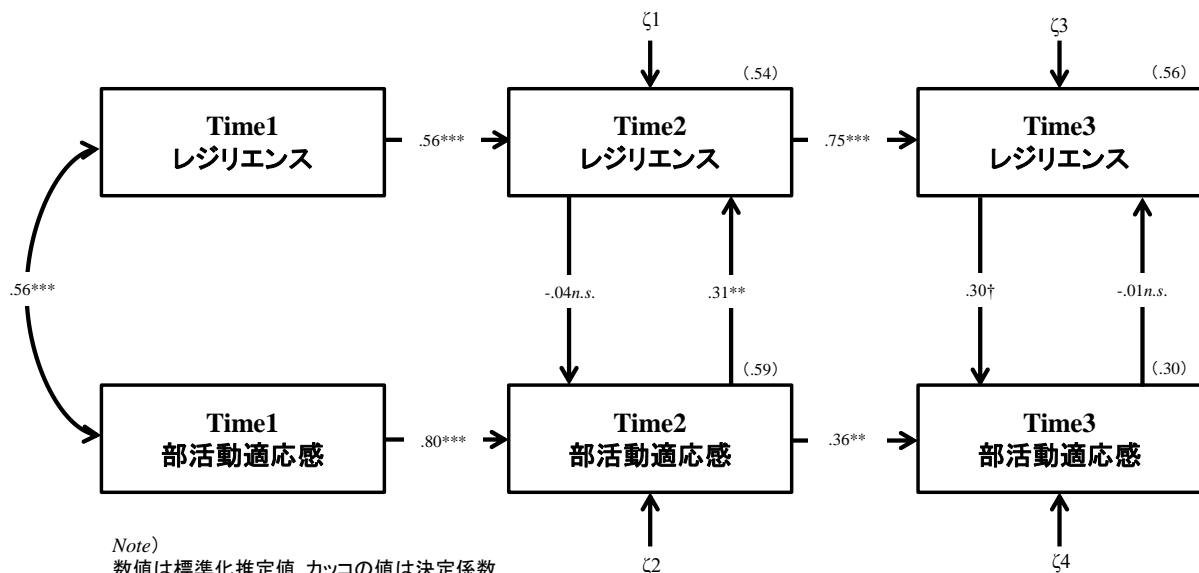 ζ1
ζ3
(.54)
(.56)
Time1
レジリエンス
.56***
Time2
レジリエンス
.75***
Time3
レジリエンス
.56***
-.04n.s.
.31**
.30†
-.01n.s.
(.59)
(.30)
Time1
部活動適応感
.80***
Time2
部活動適応感
.36**
Time3
部活動適応感
Note)
数値は標準化推定値，カッコの値は決定係数
ζ2
ζ4